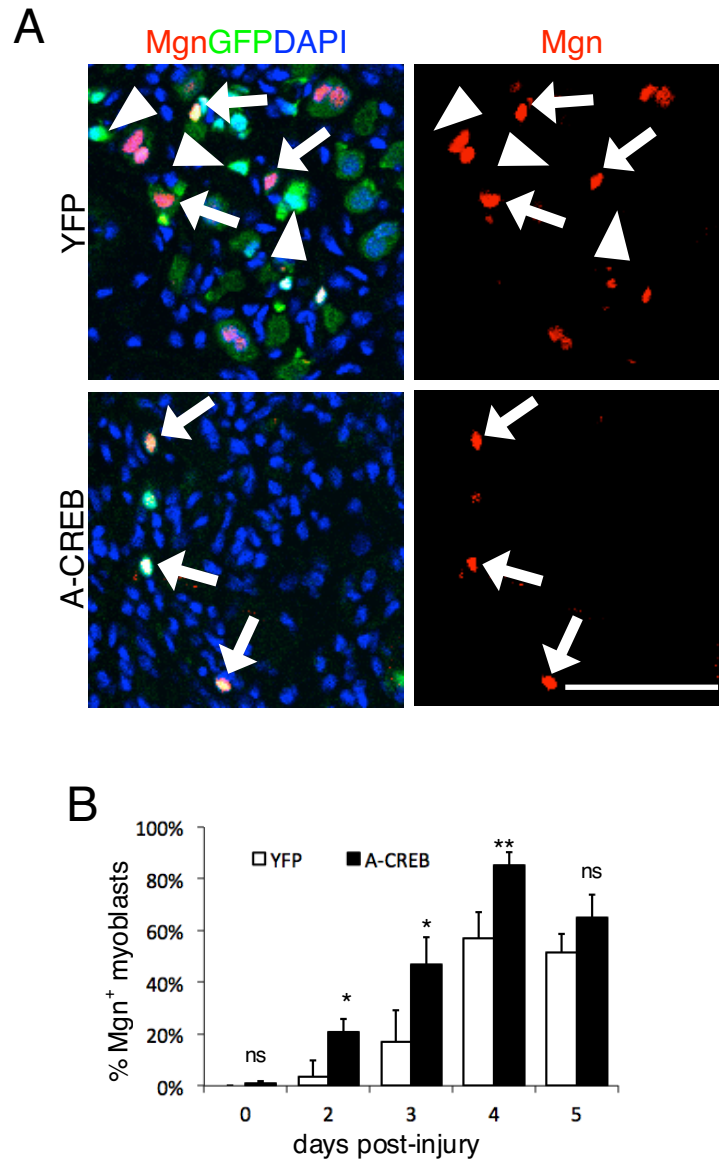 A
MgnGFPDAPI
Mgn
YFP
A-CREB
B
% Mgn+ myoblasts
100%
80%
60%
40%
20%
0%
YFP
A-CREB
ns
*
*
**
ns
0
2
3
4
5
days post-injury